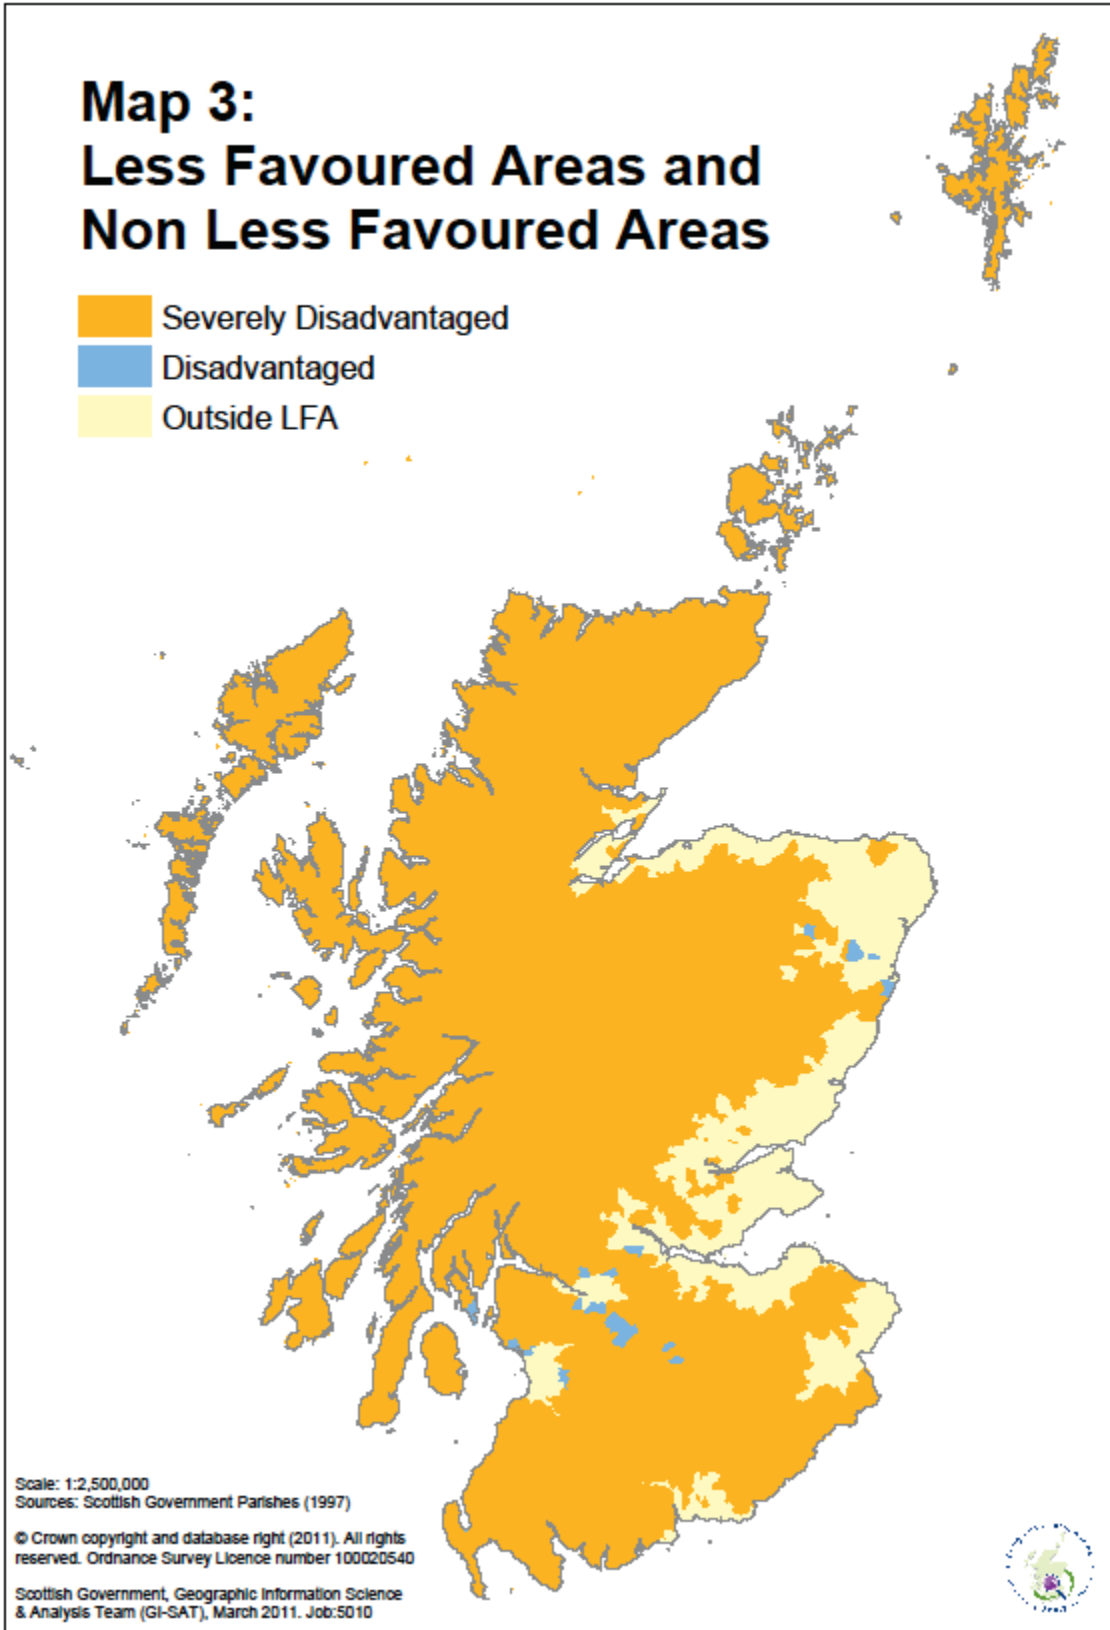 Map 3:
Less Favoured Areas and
Non Less Favoured Areas
Severely Disadvantaged
Disadvantaged
Outside LFA
Scale: 1:2,500,000
Sources: Scottish Government Parishes (1997)
© Crown copyright and database right (2011). All rights
reserved. Ordnance Survey Licence number 100020540
Scottish Government, Geographic Information Science
& Analysis Team (GI-SAT), March 2011. Job:5010